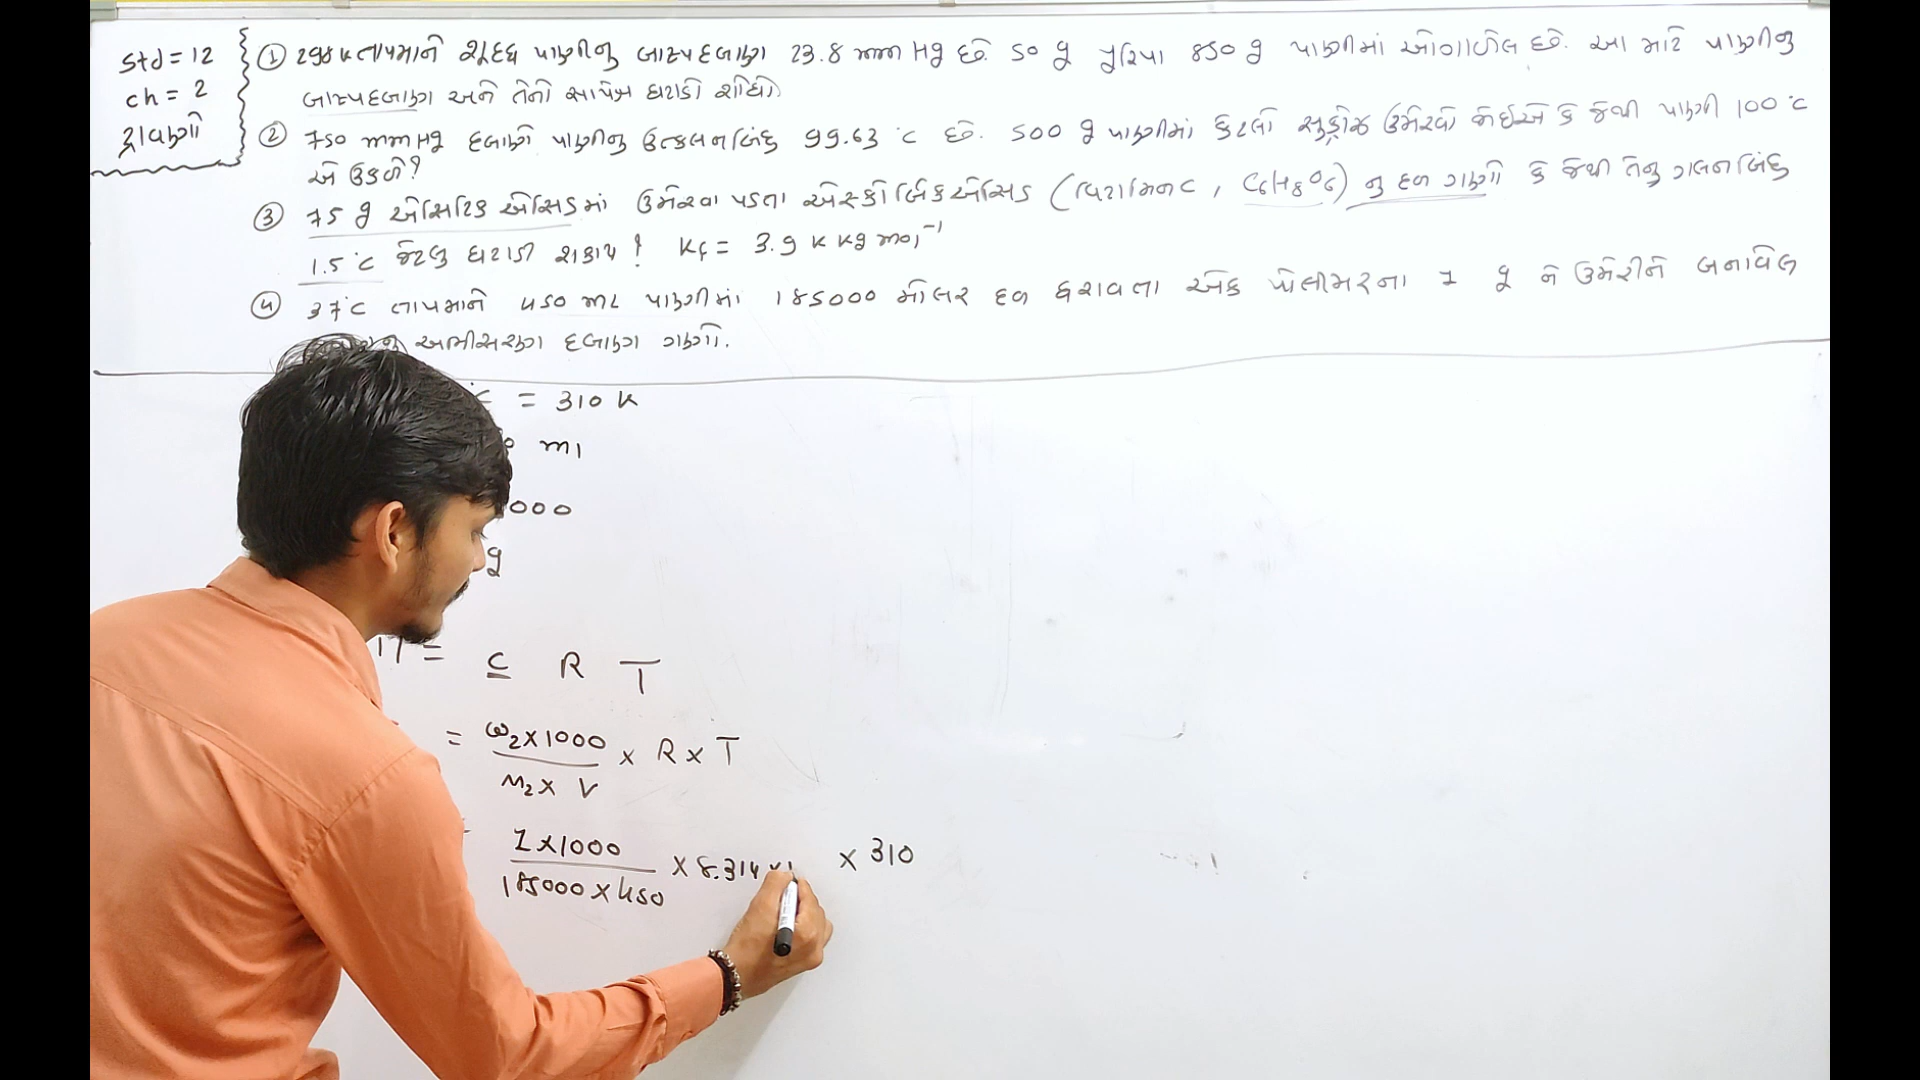 std = 12
ch = 2
દ્રાવણો
① 298 K તાપમાને શુદ્ધ પાણીનુ બાષ્પદબાણ 23.8 mm Hg છે. 50 g યુરિયા 850 g પાણીમાં ઓગાળેલ છે. આ માટે પાણીનુ
બાષ્પદબાણ અને તેનો સાપેક્ષ ઘટાડો શોધો
② 750 mm Hg દબાણે પાણીનુ ઉત્કલનબિંદુ 99.63 °C છે. 500 g પાણીમાં કેટલો સુક્રોઝ ઉમેરવો જોઈએ કે જેથી પાણી 100 °C
એ ઉકળે?
③ 75 g એસિટિક એસિડમાં ઉમેરવા પડતા એસ્કોર્બિક એસિડ (વિટામિન C, C6H8O6) નુ દળ ગણો કે જેથી તેનુ ગલનબિંદુ
1.5 °C જેટલુ ઘટાડી શકાય ! Kf = 3.9 K kg mol⁻¹
④ 37 °C તાપમાને 450 mL પાણીમાં 185000 મોલર દળ ધરાવતા એક પોલીમરના 1 g ને ઉમેરીને બનાવેલ
અભીસરણ દબાણ ગણો.
= 310 K
ml
000
g
π = C R T
= w2 x 1000 / M2 x V x R x T
1 x 1000 / 185000 x 450 x 8.314 x 310